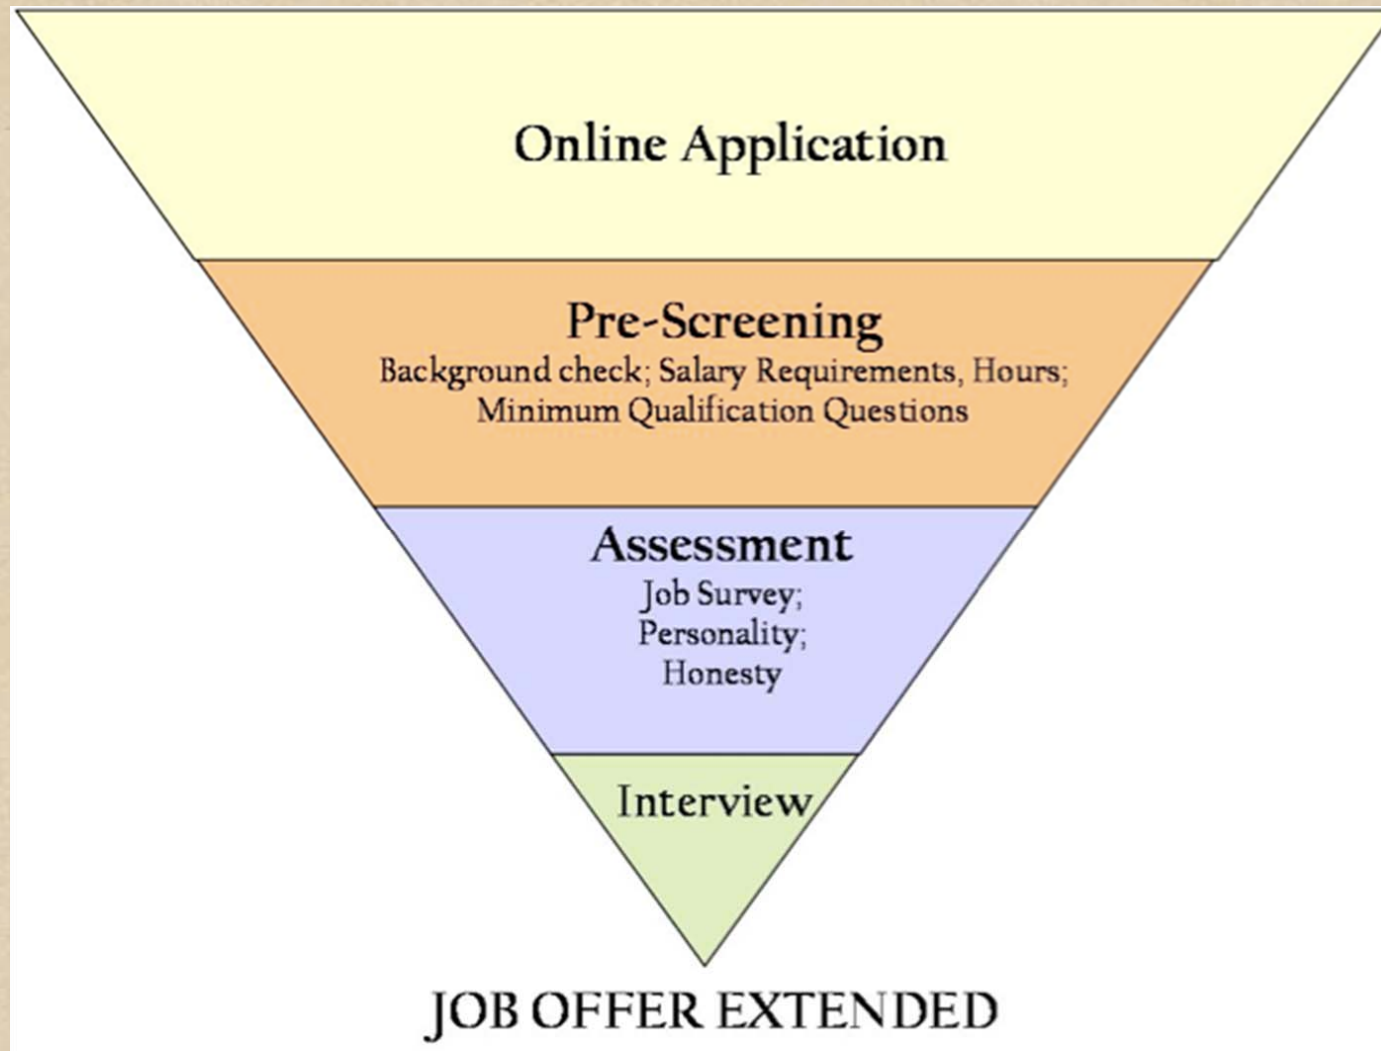 Online Application
Pre-Screening
Background check; Salary Requirements, Hours;
Minimum Qualification Questions
Assessment
Job Survey;
Personality;
Honesty
Interview
JOB OFFER EXTENDED